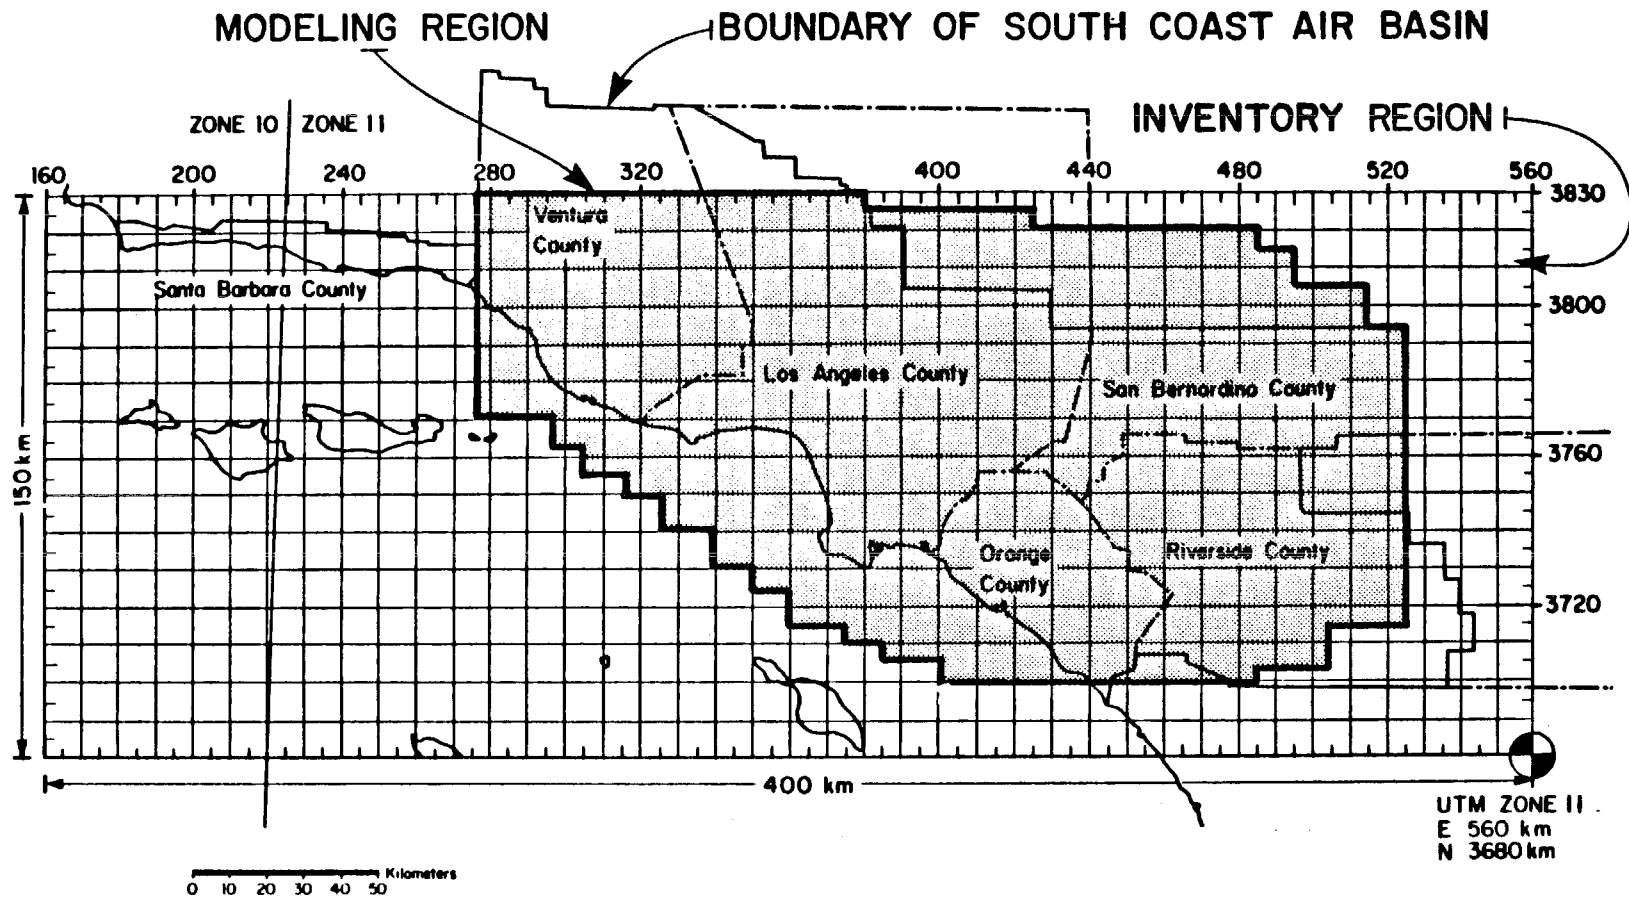 MODELING REGION
BOUNDARY OF SOUTH COAST AIR BASIN
INVENTORY REGION
ZONE 10 ZONE 11
160 200 240 280 320 400 440 480 520 560
3830
Ventura
County
Santa Barbara County
3800
Los Angeles County
San Bernardino County
3760
150 km
Orange
County
Riverside County
3720
400 km
UTM ZONE 11
E 560 km
N 3680 km
Kilometers
0 10 20 30 40 50